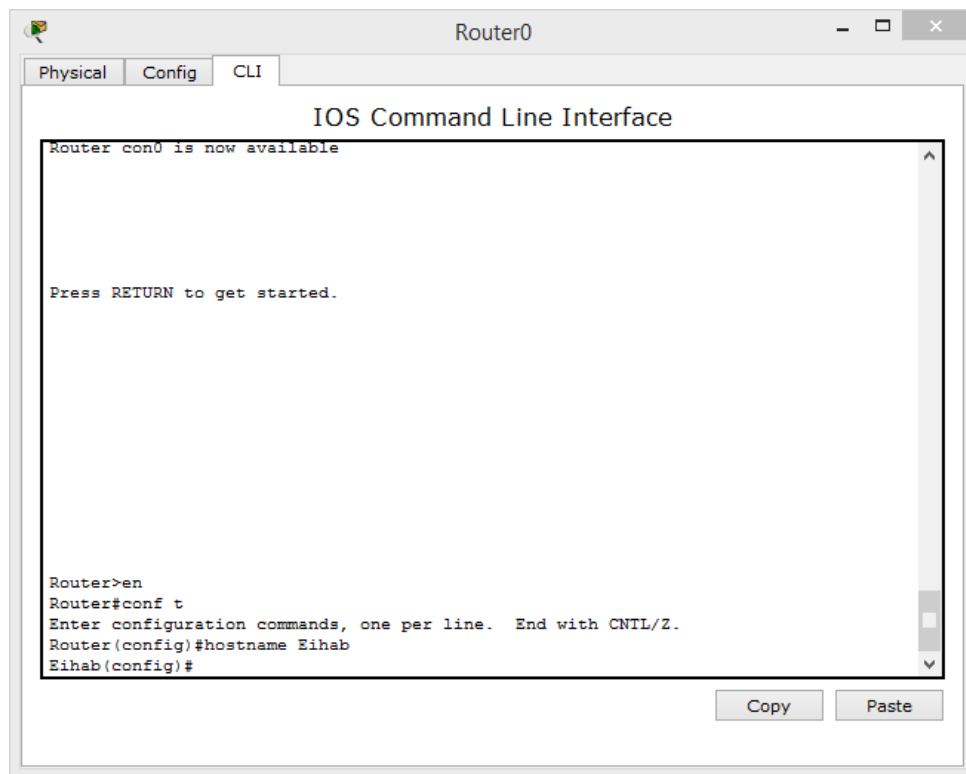 Router0
Physical Config CLI
IOS Command Line Interface
Router con0 is now available
Press RETURN to get started.
Router>en
Router#conf t
Enter configuration commands, one per line.  End with CNTL/Z.
Router(config)#hostname Eihab
Eihab(config)#
Copy Paste